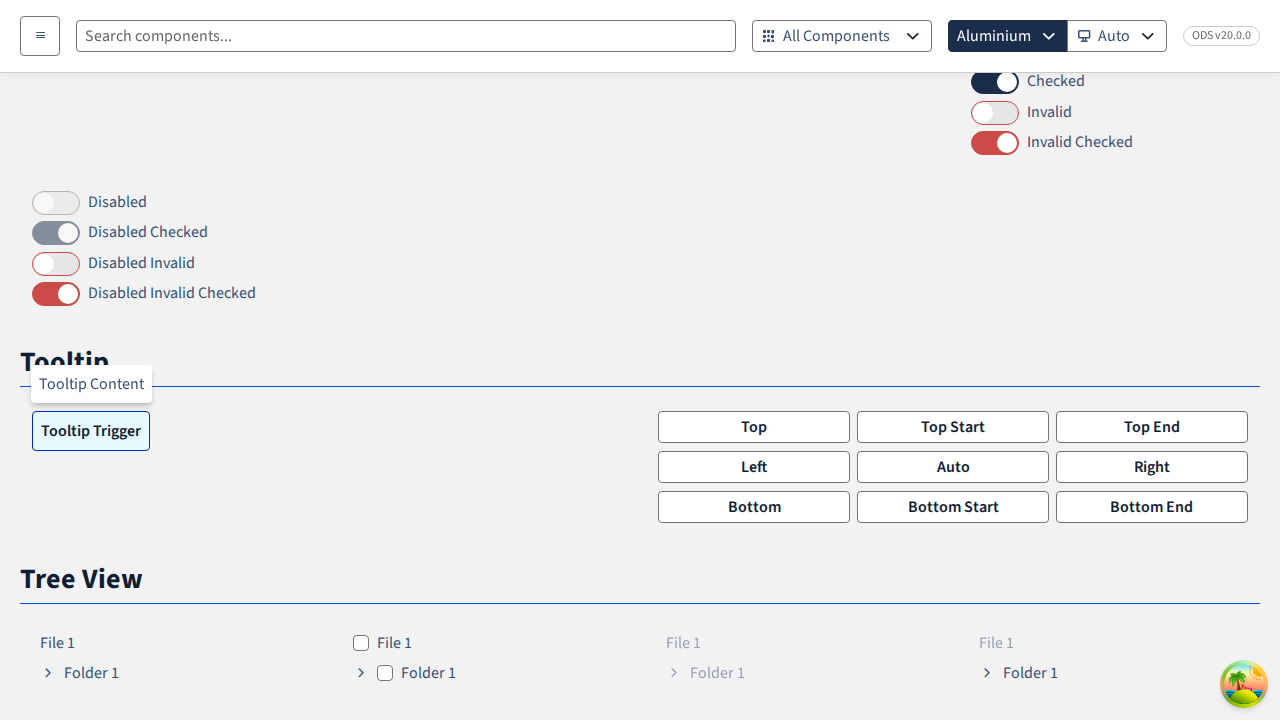 Search components...
All Components
Aluminium
Auto
ODS v20.0.0
Checked
Invalid
Invalid Checked
Disabled
Disabled Checked
Disabled Invalid
Disabled Invalid Checked
Tooltip
Tooltip Content
Tooltip Trigger
Top
Top Start
Top End
Left
Auto
Right
Bottom
Bottom Start
Bottom End
Tree View
File 1
Folder 1
File 1
Folder 1
File 1
Folder 1
File 1
Folder 1